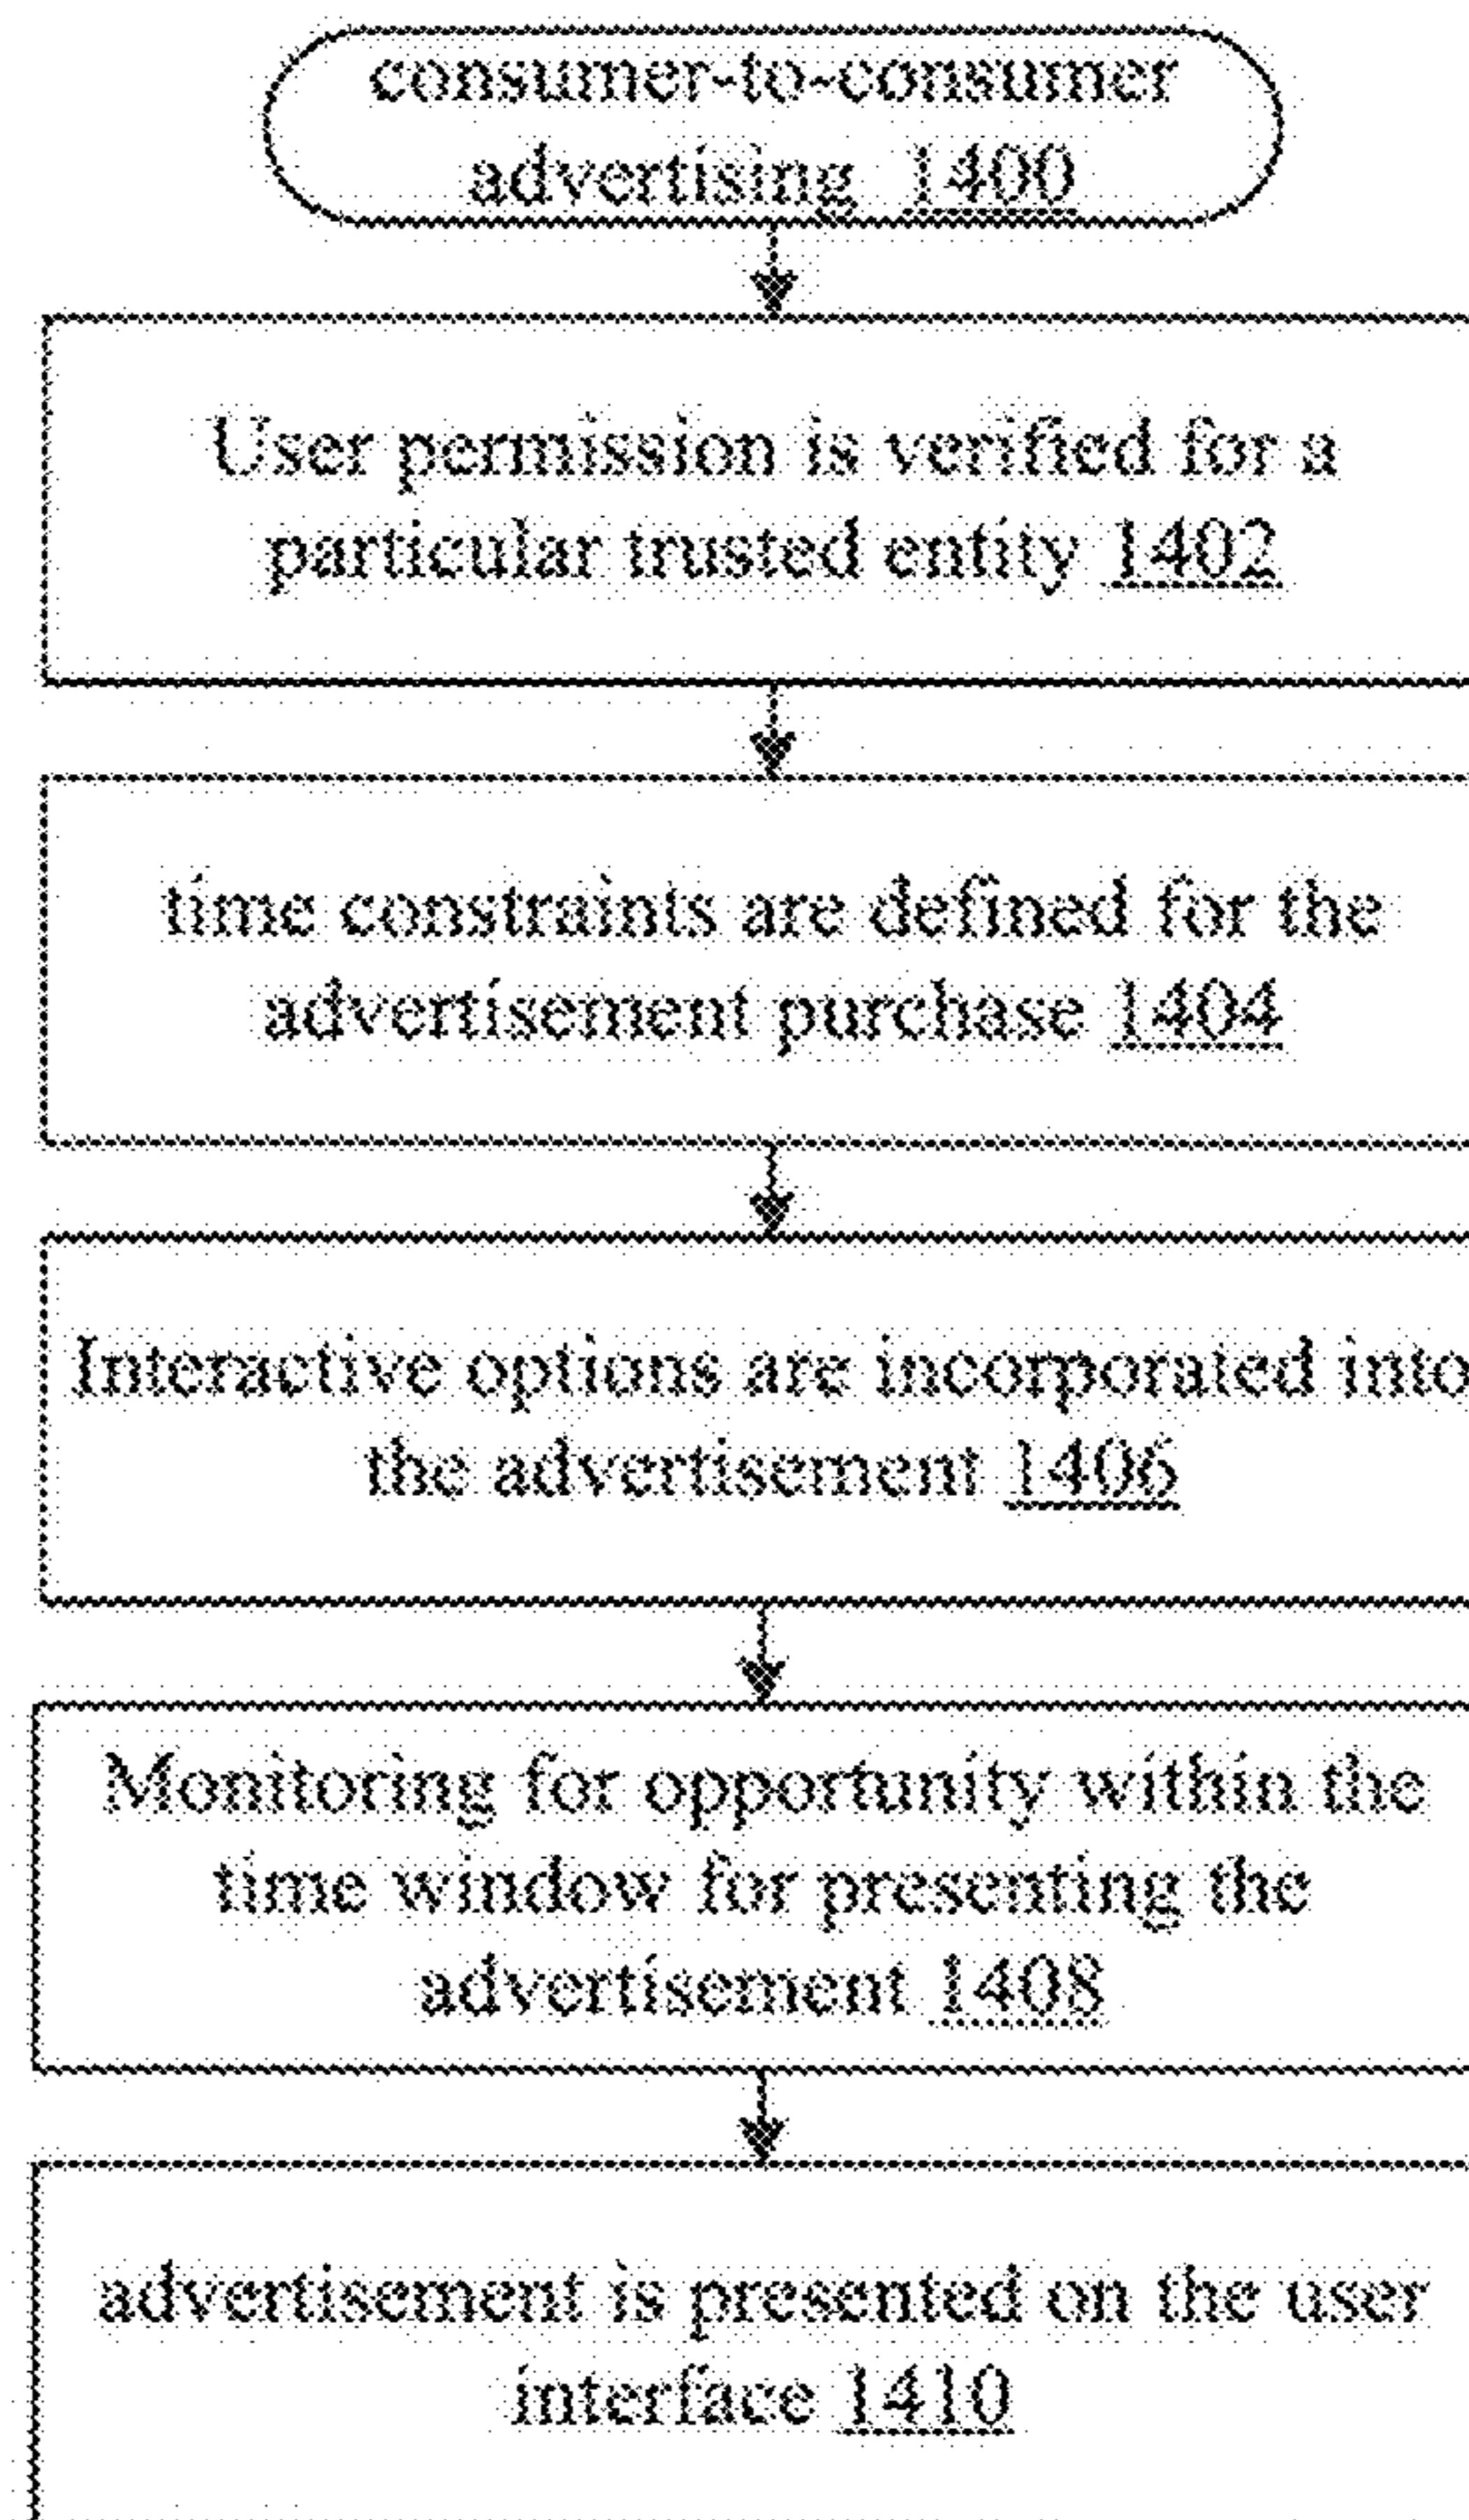 consumer-to-consumer
advertising 1400
User permission is verified for a
particular trusted entity 1402
time constraints are defined for the
advertisement purchase 1404
Interactive options are incorporated into
the advertisement 1406
Monitoring for opportunity within the
time window for presenting the
advertisement 1408
advertisement is presented on the user
interface 1410